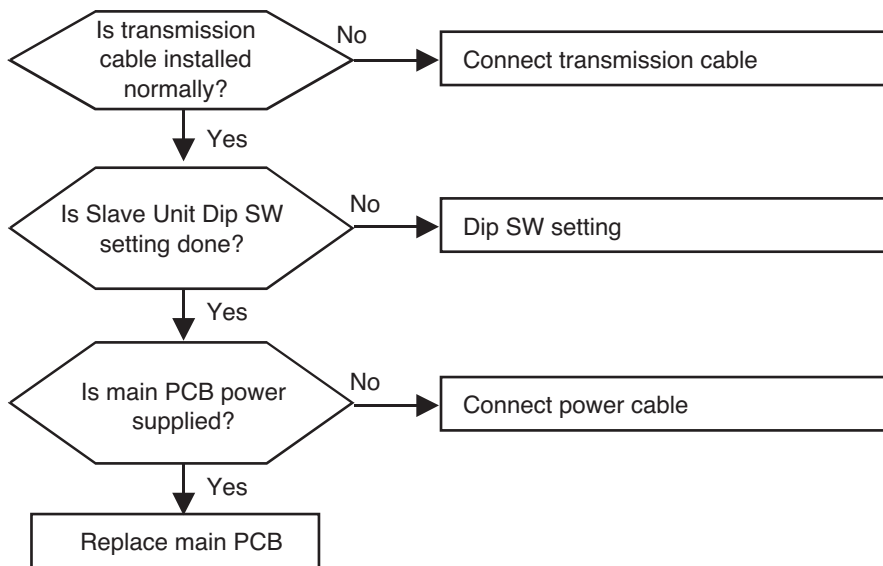 Is transmission
cable installed
normally?
No
Connect transmission cable
Yes
Is Slave Unit Dip SW
setting done?
No
Dip SW setting
Yes
Is main PCB power
supplied?
No
Connect power cable
Yes
Replace main PCB